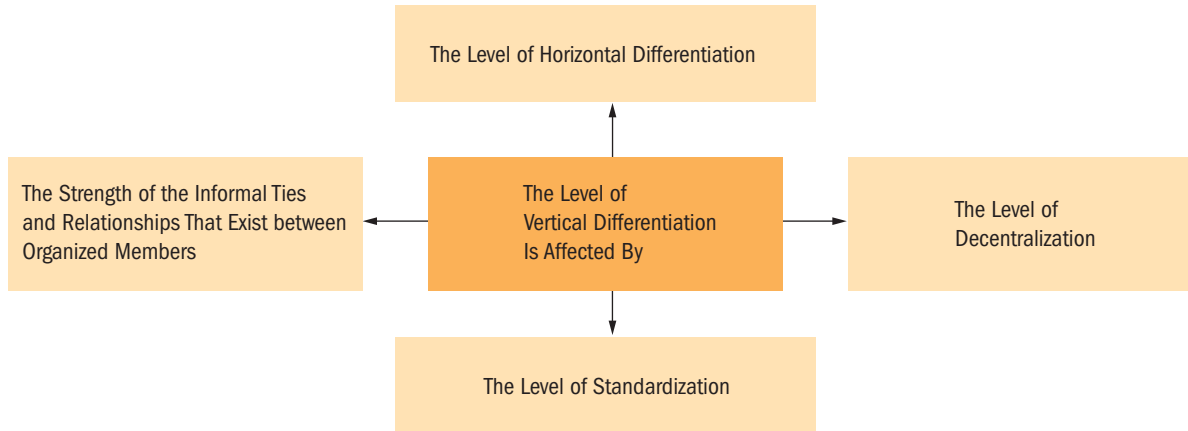 The Level of Horizontal Differentiation
The Strength of the Informal Ties
and Relationships That Exist between
Organized Members
The Level of
Vertical Differentiation
Is Affected By
The Level of
Decentralization
The Level of Standardization